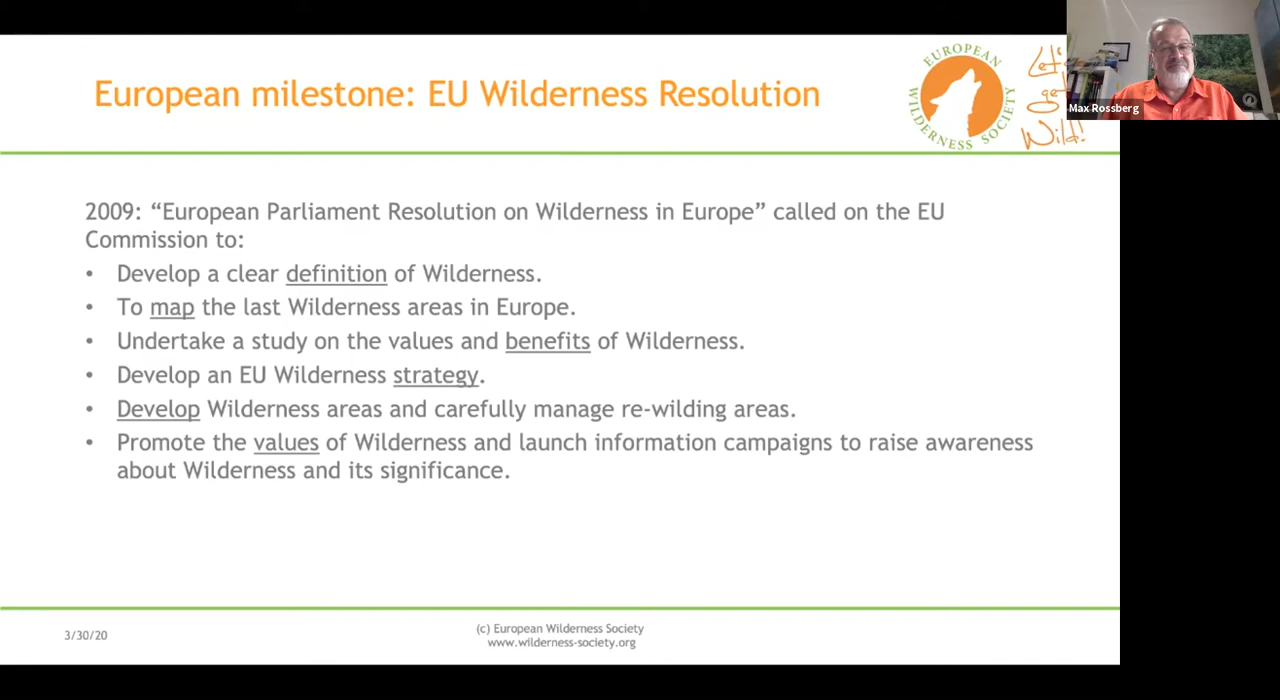 European milestone: EU Wilderness Resolution
EUROPEAN
WILDERNESS SOCIETY
Let's
ge
Wild!
Max Rossberg
2009: “European Parliament Resolution on Wilderness in Europe” called on the EU
Commission to:
• Develop a clear definition of Wilderness.
• To map the last Wilderness areas in Europe.
• Undertake a study on the values and benefits of Wilderness.
• Develop an EU Wilderness strategy.
• Develop Wilderness areas and carefully manage re-wilding areas.
• Promote the values of Wilderness and launch information campaigns to raise awareness
about Wilderness and its significance.
3/30/20
(c) European Wilderness Society
www.wilderness-society.org